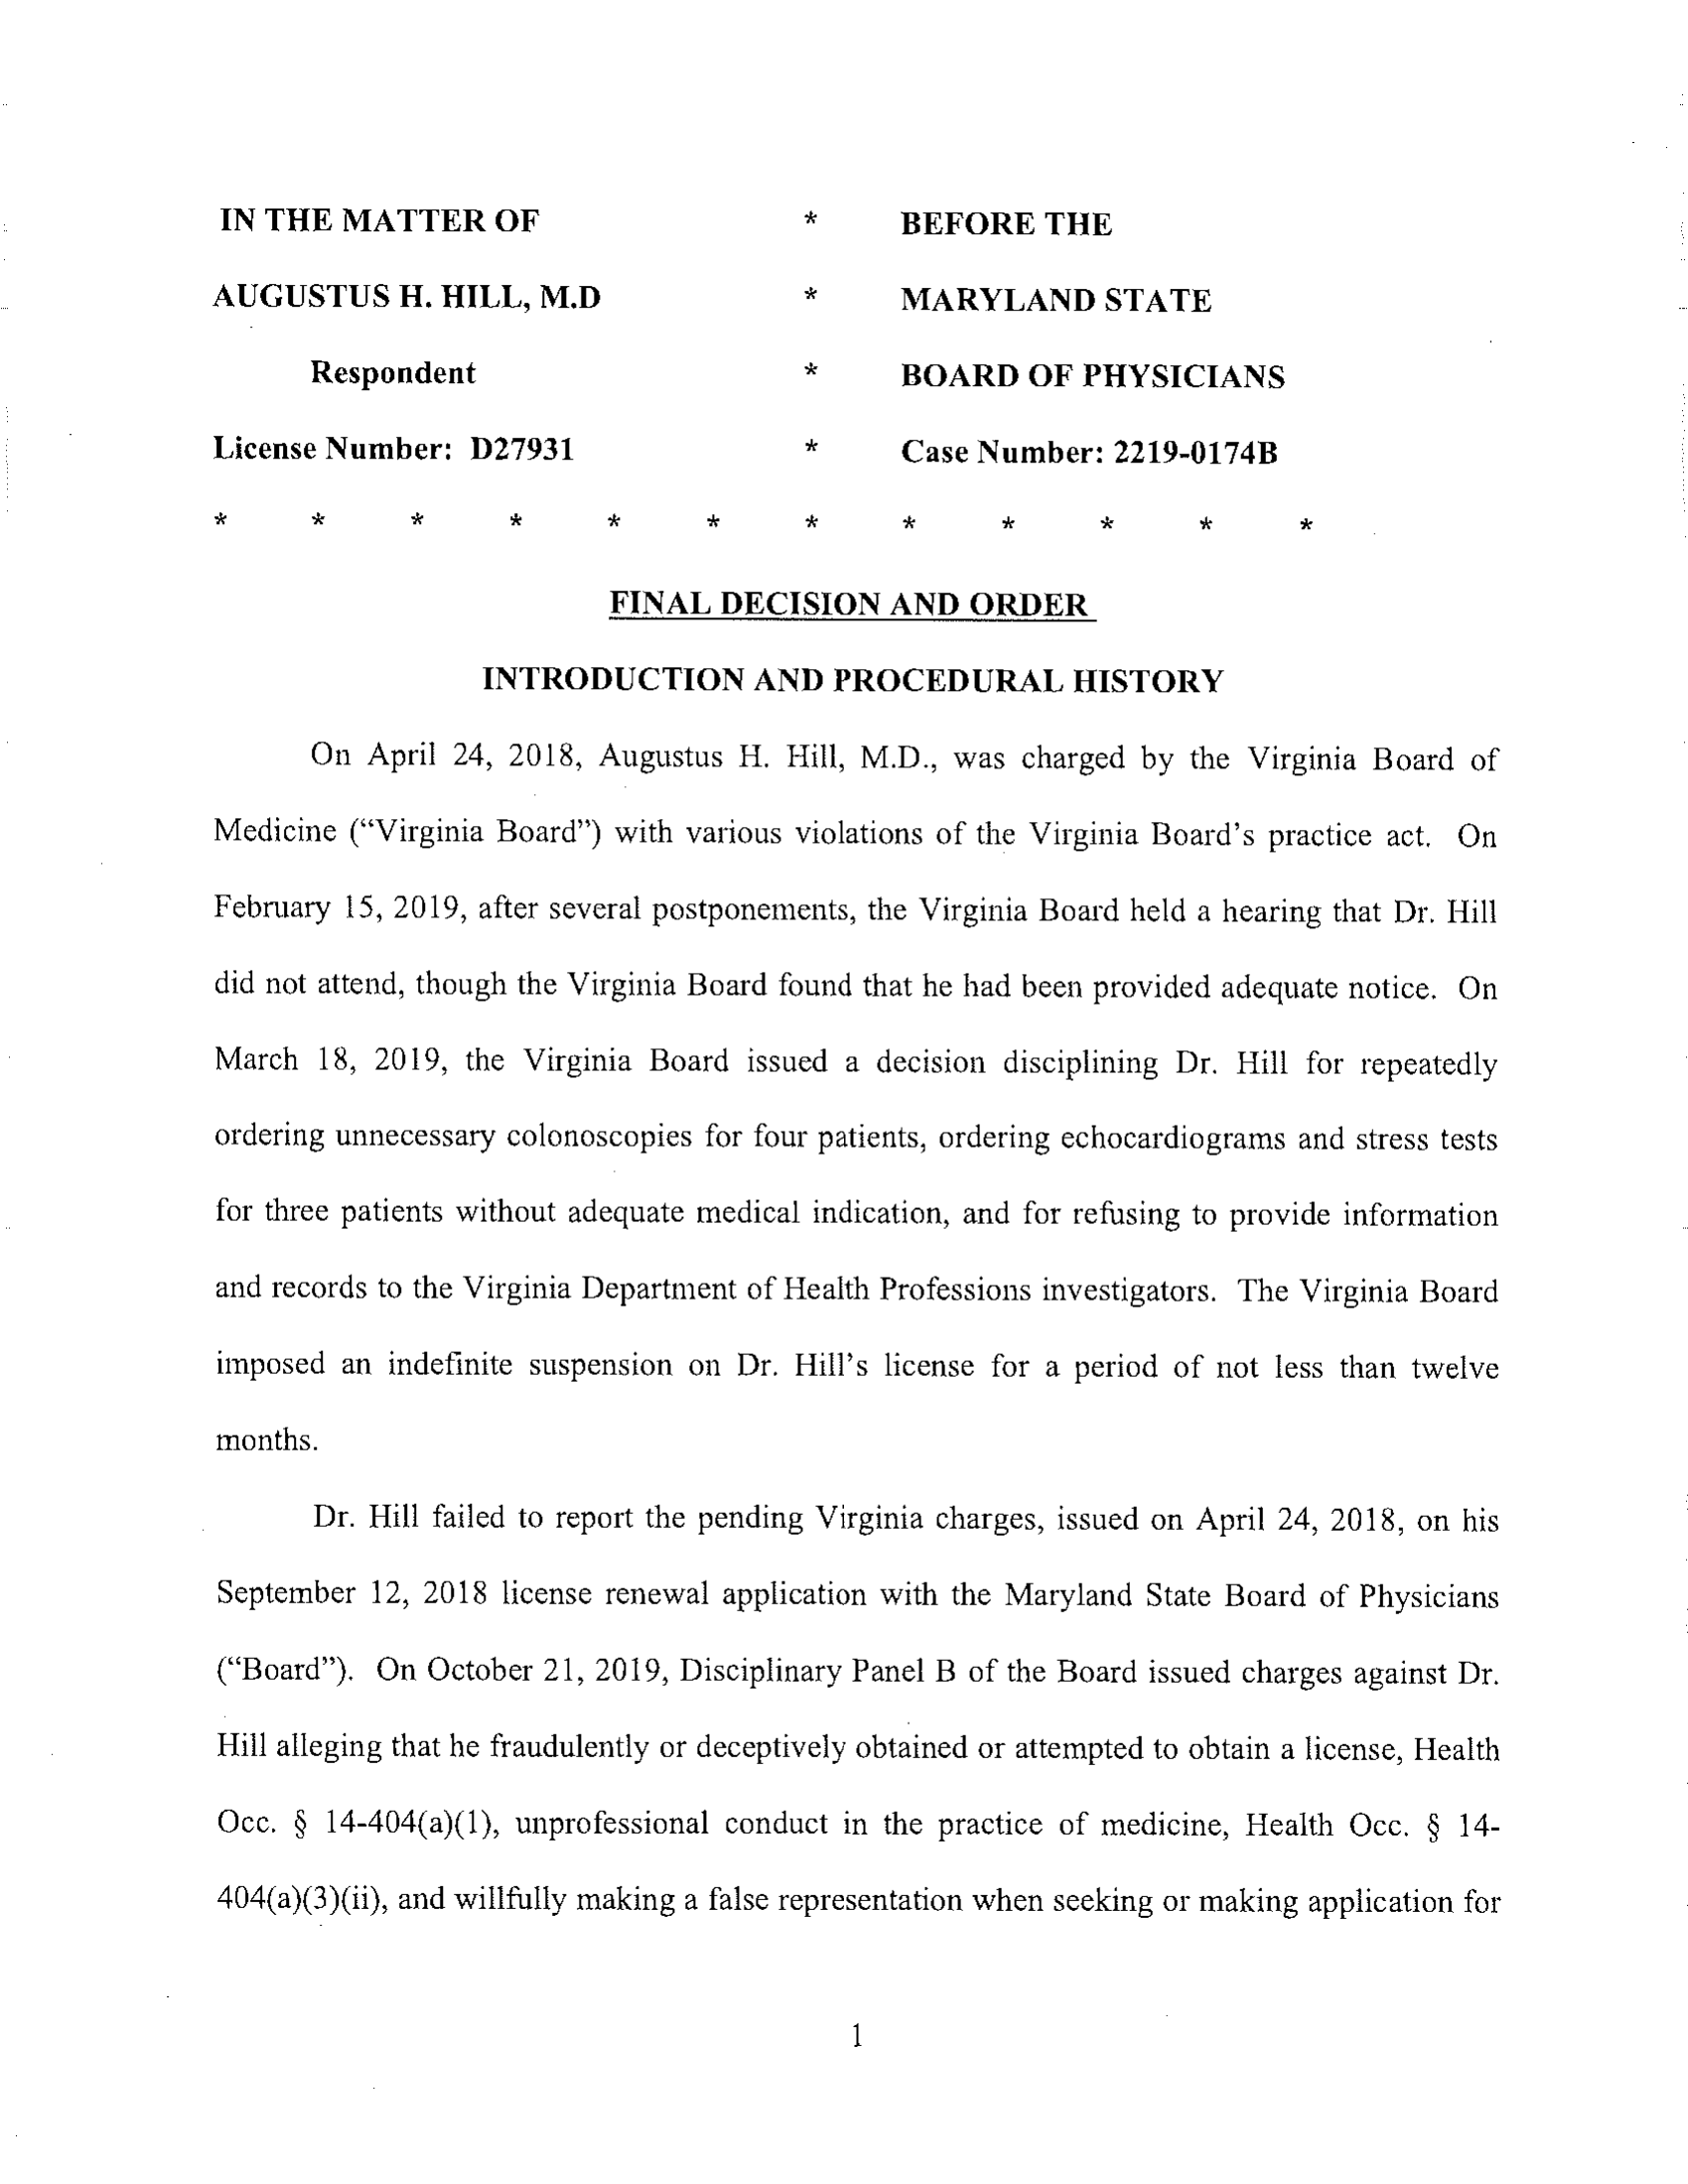 IN THE MATTER OF * BEFORE THE
AUGUSTUS H. HILL, M.D * MARYLAND STATE
Respondent * BOARD OF PHYSICIANS
License Number: D27931 * Case Number: 2219-0174B
* * * * * * * * * * * *
FINAL DECISION AND ORDER
INTRODUCTION AND PROCEDURAL HISTORY
On April 24, 2018, Augustus H. Hill, M.D., was charged by the Virginia Board of
Medicine (“Virginia Board”) with various violations of the Virginia Board’s practice act. On
February 15, 2019, after several postponements, the Virginia Board held a hearing that Dr. Hill
did not attend, though the Virginia Board found that he had been provided adequate notice. On
March 18, 2019, the Virginia Board issued a decision disciplining Dr. Hill for repeatedly
ordering unnecessary colonoscopies for four patients, ordering echocardiograms and stress tests
for three patients without adequate medical indication, and for refusing to provide information
and records to the Virginia Department of Health Professions investigators. The Virginia Board
imposed an indefinite suspension on Dr. Hill’s license for a period of not less than twelve
months.
Dr. Hill failed to report the pending Virginia charges, issued on April 24, 2018, on his
September 12, 2018 license renewal application with the Maryland State Board of Physicians
(“Board”). On October 21, 2019, Disciplinary Panel B of the Board issued charges against Dr.
Hill alleging that he fraudulently or deceptively obtained or attempted to obtain a license, Health
Occ. § 14-404(a)(1), unprofessional conduct in the practice of medicine, Health Occ. § 14-
404(a)(3)(ii), and willfully making a false representation when seeking or making application for
1